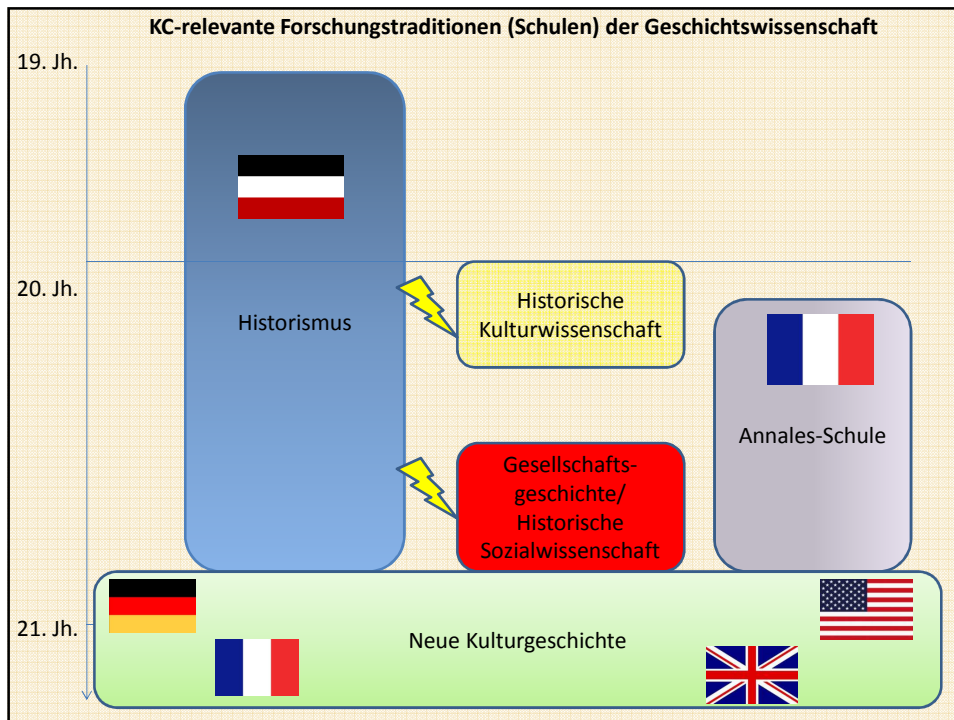 KC-relevante Forschungstraditionen (Schulen) der Geschichtswissenschaft
19. Jh.
20. Jh.
Historismus
Historische
Kulturwissenschaft
Annales-Schule
Gesellschafts-
geschichte/
Historische
Sozialwissenschaft
21. Jh.
Neue Kulturgeschichte